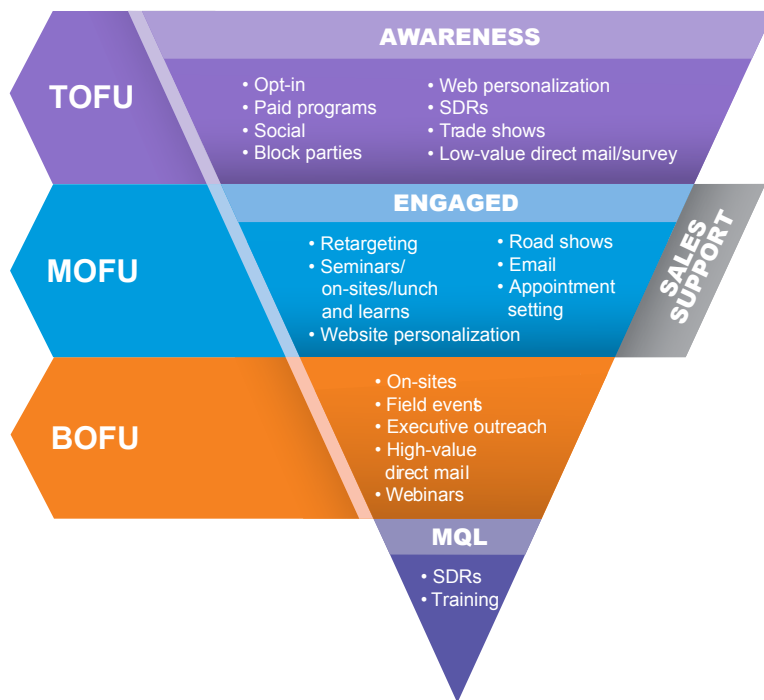 AWARENESS
TOFU
• Opt-in
• Paid programs
• Social
• Block parties
• Web personalization
• SDRs
• Trade shows
• Low-value direct mail/survey
ENGAGED
MOFU
• Retargeting
• Seminars/
on-sites/lunch
and learns
• Website personalization
• Road shows
• Email
• Appointment
setting
SALES
SUPPORT
BOFU
• On-sites
• Field events
• Executive outreach
• High-value
direct mail
• Webinars
MQL
• SDRs
• Training